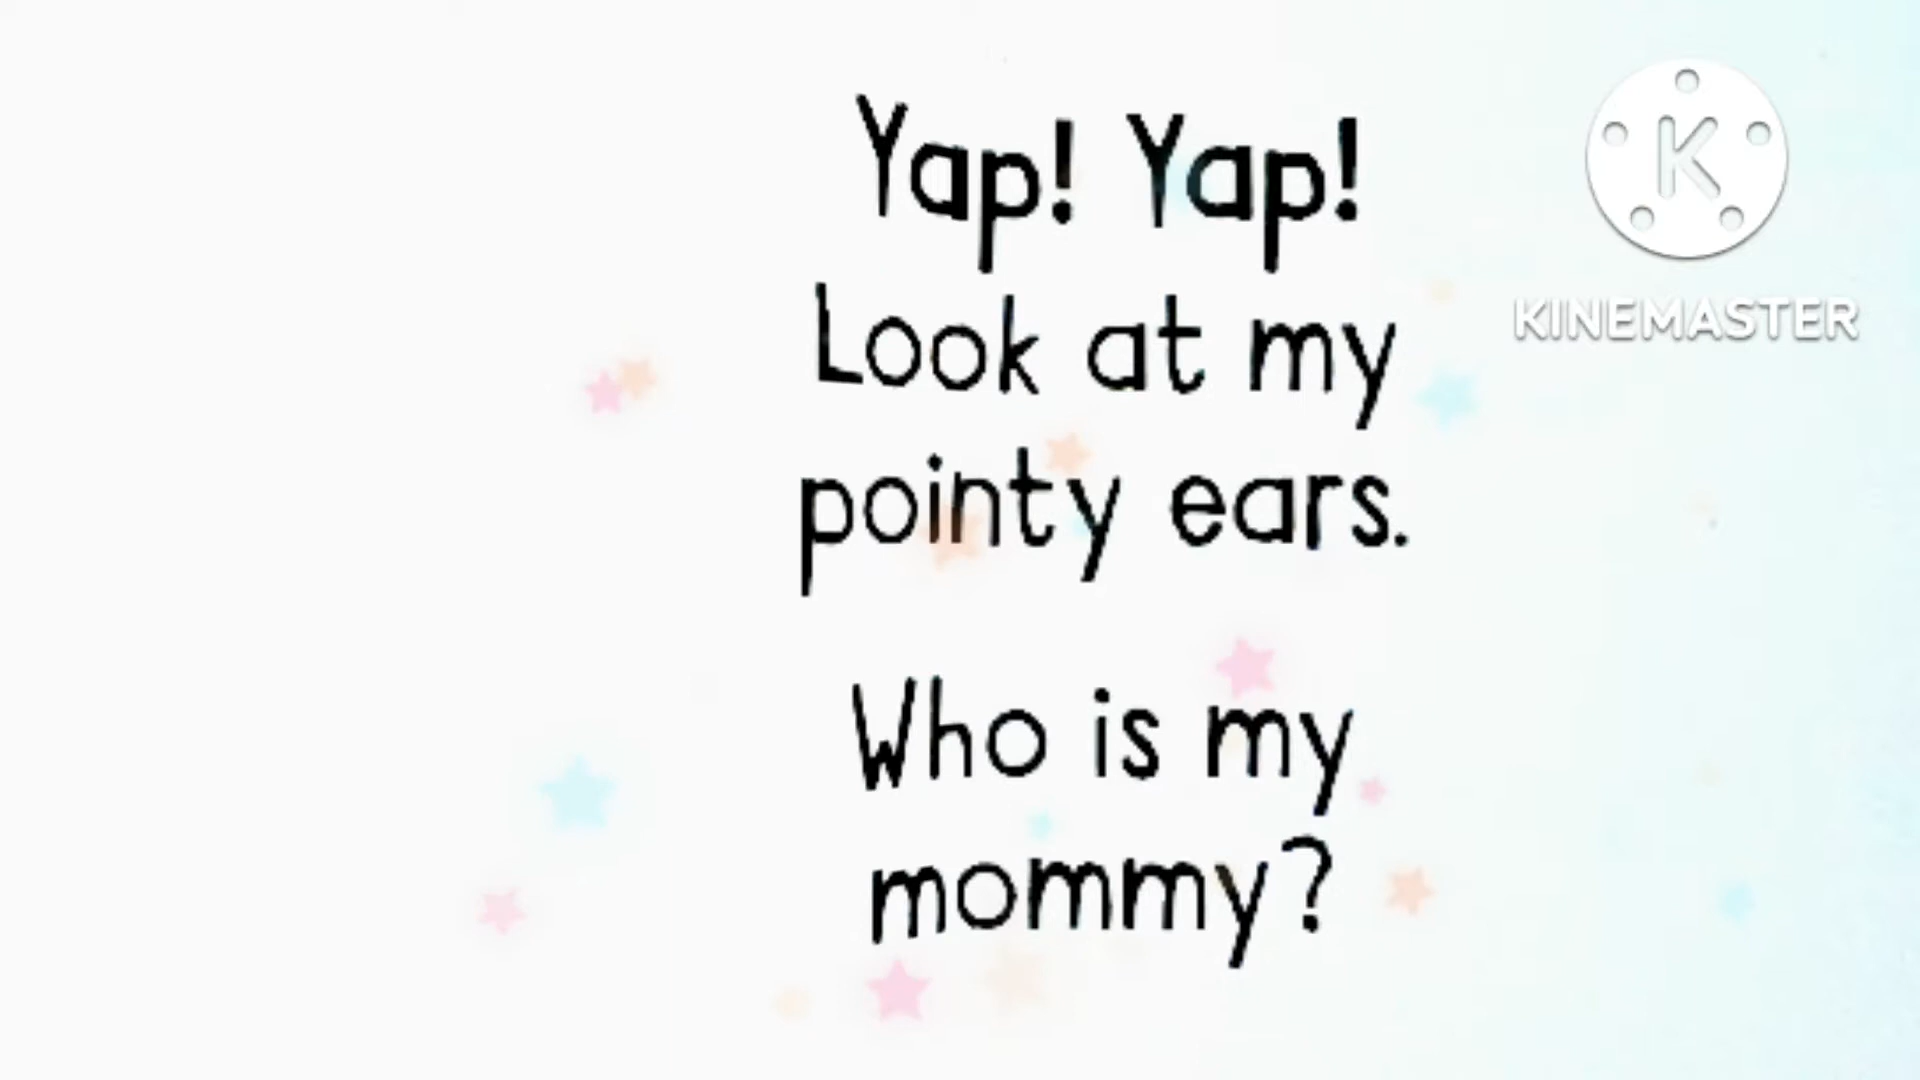 Yap! Yap!
Look at my
pointy ears.
Who is my
mommy?
K
KINEMASTER